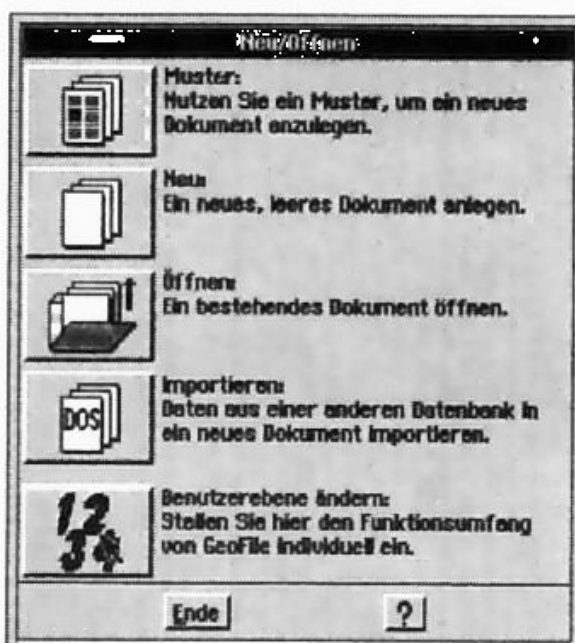 Neu/Öffnen
Muster:
Nutzen Sie ein Muster, um ein neues
Dokument anzulegen.
Neu:
Ein neues, leeres Dokument anlegen.
Öffnen:
Ein bestehendes Dokument öffnen.
DOS
Importieren:
Daten aus einer anderen Datenbank in
ein neues Dokument importieren.
12
34
Benutzerebene ändern:
Stellen Sie hier den Funktionsumfang
von GeoFile individuell ein.
Ende
?